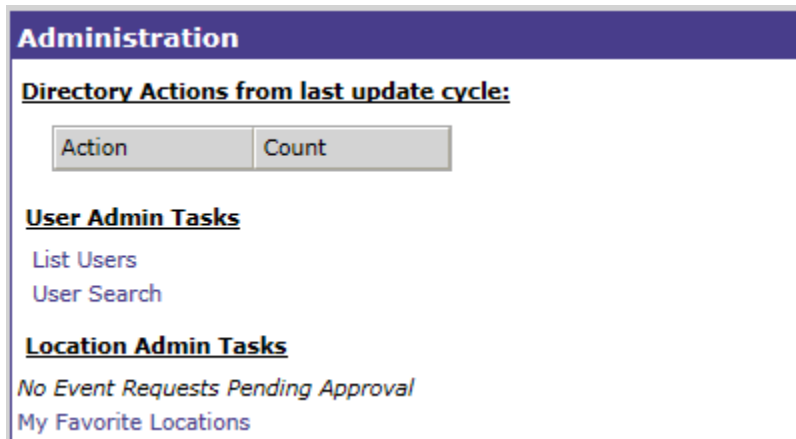 Administration
Directory Actions from last update cycle:
Action Count
User Admin Tasks
List Users
User Search
Location Admin Tasks
No Event Requests Pending Approval
My Favorite Locations